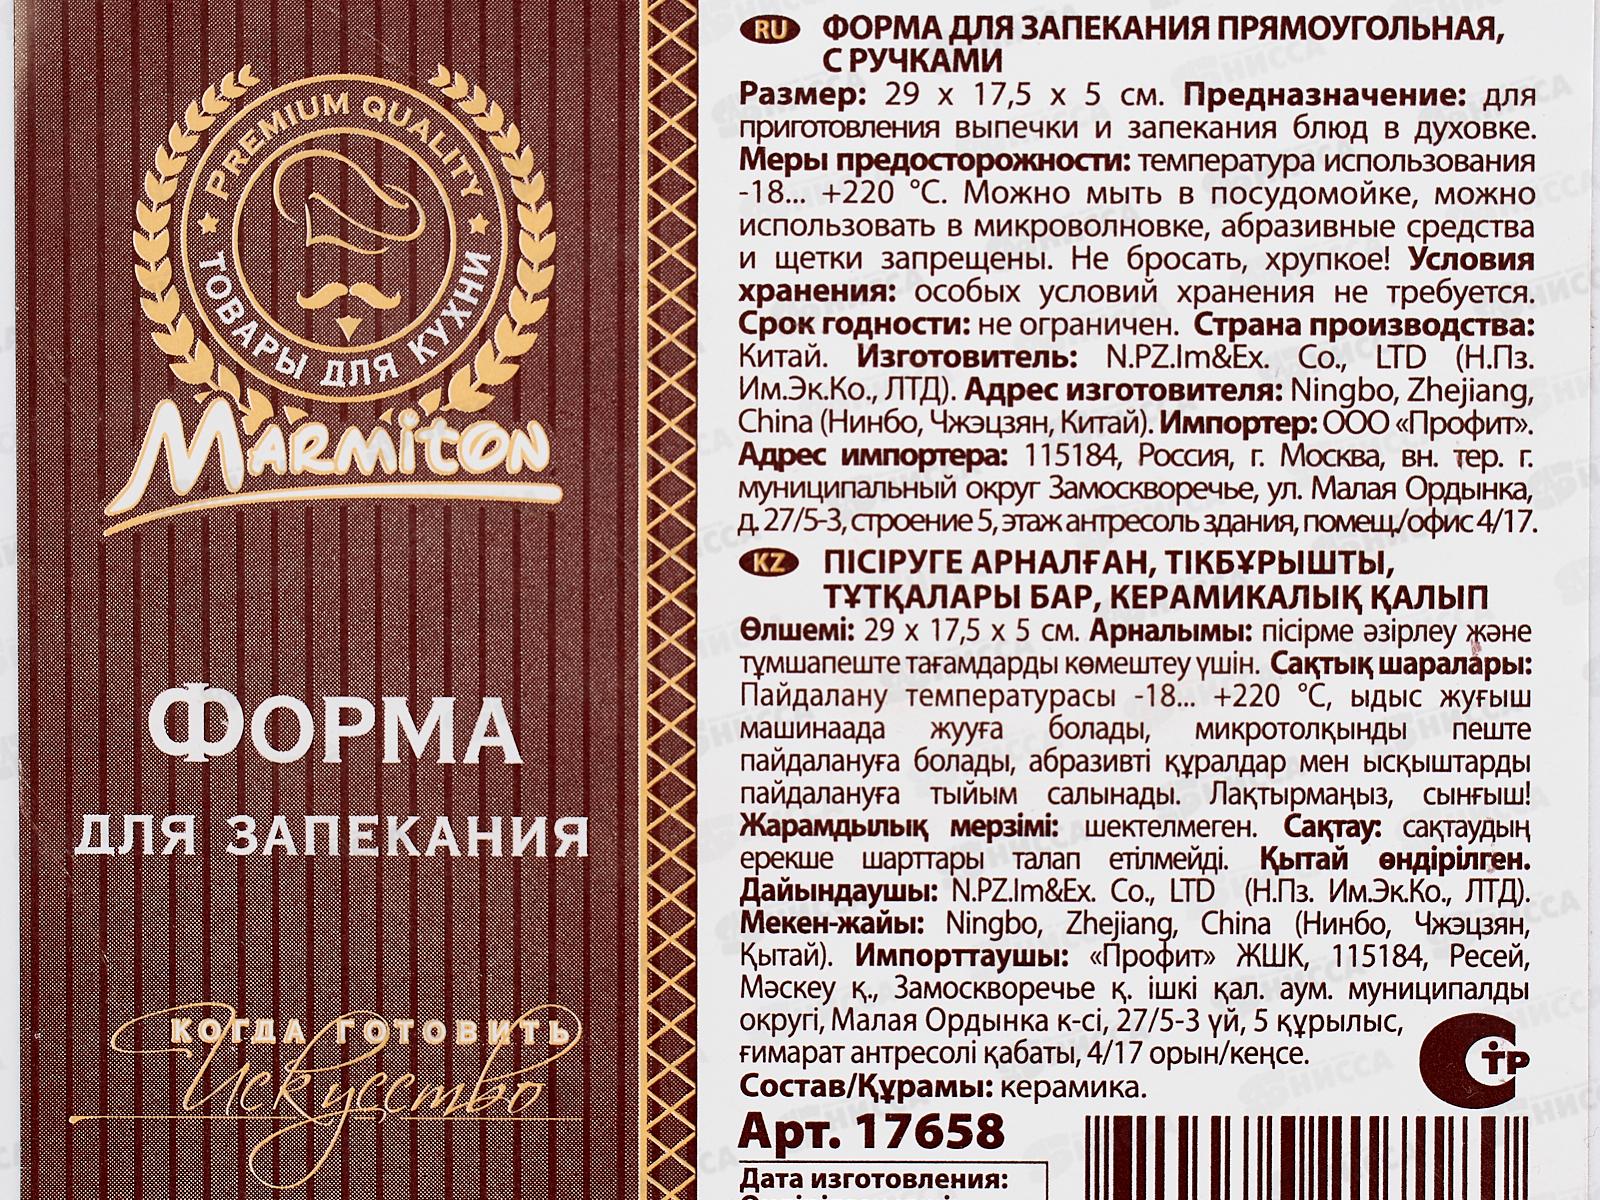 PREMIUM QUALITY
ТОВАРЫ ДЛЯ КУХНИ
MARMiTON
ФОРМА
ДЛЯ ЗАПЕКАНИЯ
КОГДА ГОТОВИТЬ
Искусство
RU ФОРМА ДЛЯ ЗАПЕКАНИЯ ПРЯМОУГОЛЬНАЯ,
С РУЧКАМИ
Размер: 29 х 17,5 х 5 см. Предназначение: для
приготовления выпечки и запекания блюд в духовке.
Меры предосторожности: температура использования
-18... +220 °С. Можно мыть в посудомойке, можно
использовать в микроволновке, абразивные средства
и щетки запрещены. Не бросать, хрупкое! Условия
хранения: особых условий хранения не требуется.
Срок годности: не ограничен. Страна производства:
Китай. Изготовитель: N.PZ.Im&Ex. Co., LTD (Н.Пз.
Им.Эк.Ко., ЛТД). Адрес изготовителя: Ningbo, Zhejiang,
China (Нинбо, Чжэцзян, Китай). Импортер: ООО «Профит».
Адрес импортера: 115184, Россия, г. Москва, вн. тер. г.
муниципальный округ Замоскворечье, ул. Малая Ордынка,
д. 27/5-3, строение 5, этаж антресоль здания, помещ./офис 4/17.
KZ ПІСІРУГЕ АРНАЛҒАН, ТІКБҰРЫШТЫ,
ТҰТҚАЛАРЫ БАР, КЕРАМИКАЛЫҚ ҚАЛЫП
Өлшемі: 29 х 17,5 х 5 см. Арналымы: пісірме әзірлеу және
тұмшапеште тағамдарды көмештеу үшін. Сақтық шаралары:
Пайдалану температурасы -18... +220 °С, ыдыс жуғыш
машинаада жууға болады, микротолқынды пеште
пайдалануға болады, абразивті құралдар мен ысқыштарды
пайдалануға тыйым салынады. Лақтырмаңыз, сынғыш!
Жарамдылық мерзімі: шектелмеген. Сақтау: сақтаудың
ерекше шарттары талап етілмейді. Қытай өндірілген.
Дайындаушы: N.PZ.Im&Ex. Co., LTD (Н.Пз. Им.Эк.Ко., ЛТД).
Мекен-жайы: Ningbo, Zhejiang, China (Нинбо, Чжэцзян,
Қытай). Импорттаушы: «Профит» ЖШК, 115184, Ресей,
Мәскеу қ., Замоскворечье қ. ішкі қал. аум. муниципалды
округі, Малая Ордынка к-сі, 27/5-3 үй, 5 құрылыс,
ғимарат антресолі қабаты, 4/17 орын/кеңсе.
Состав/Құрамы: керамика.
СТР
Арт. 17658
Дата изготовления: